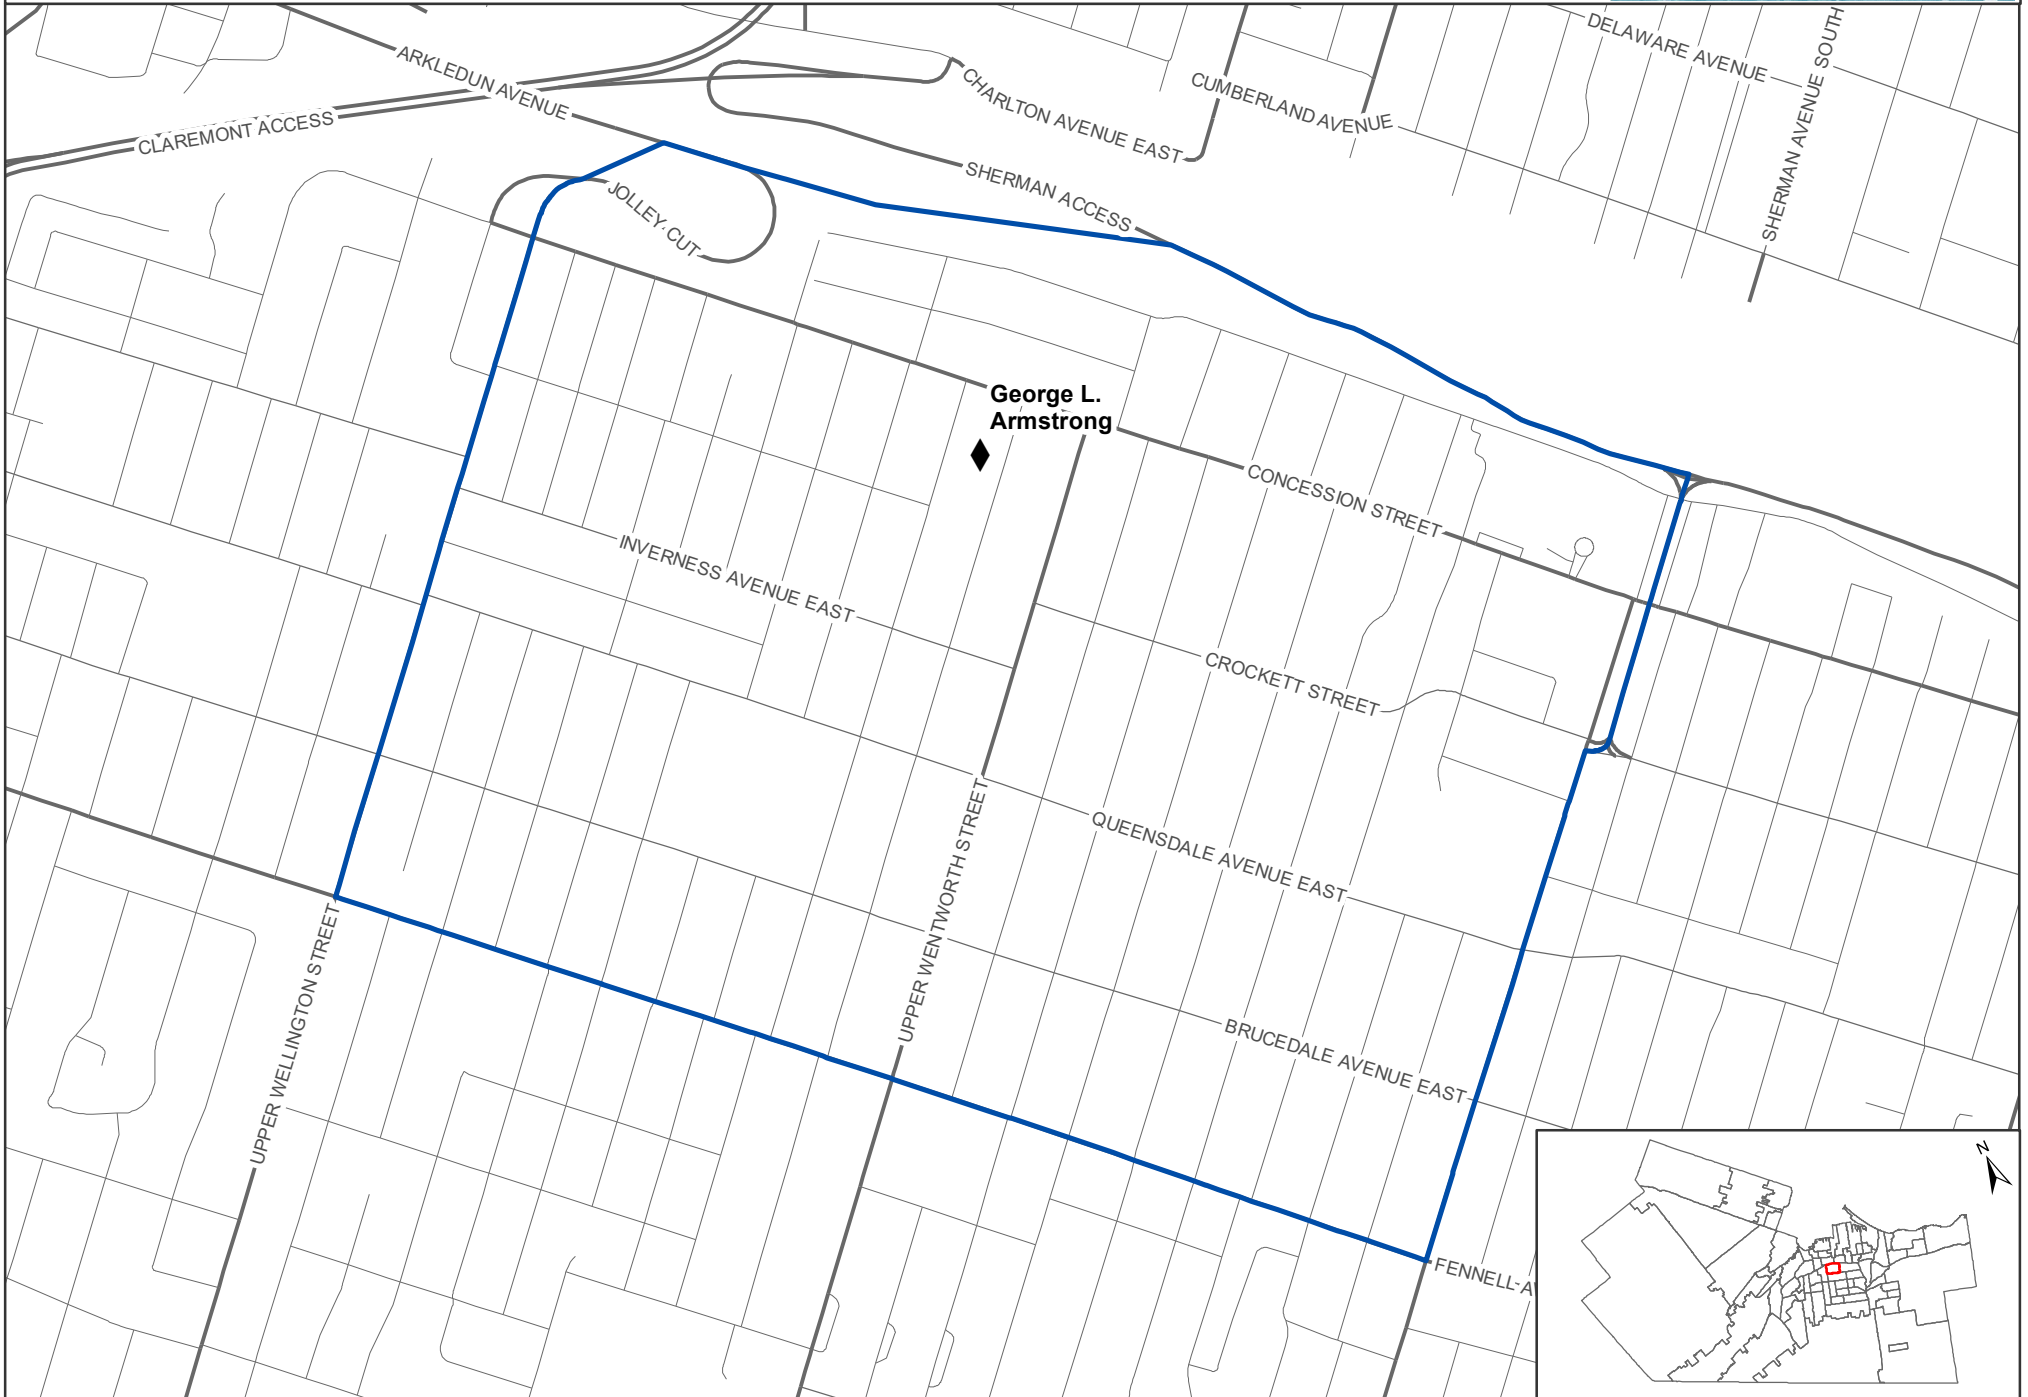 DELAWARE AVENUE
SHERMAN AVENUE SOUTH
ARKLEDUN AVENUE
CHARLTON AVENUE EAST
CUMBERLAND AVENUE
CLAREMONT ACCESS
SHERMAN ACCESS
JOLLEY CUT
George L.
Armstrong
CONCESSION STREET
INVERNESS AVENUE EAST
CROCKETT STREET
UPPER WENTWORTH STREET
QUEENSDALE AVENUE EAST
UPPER WELLINGTON STREET
BRUCEDALE AVENUE EAST
FENNELL A
N